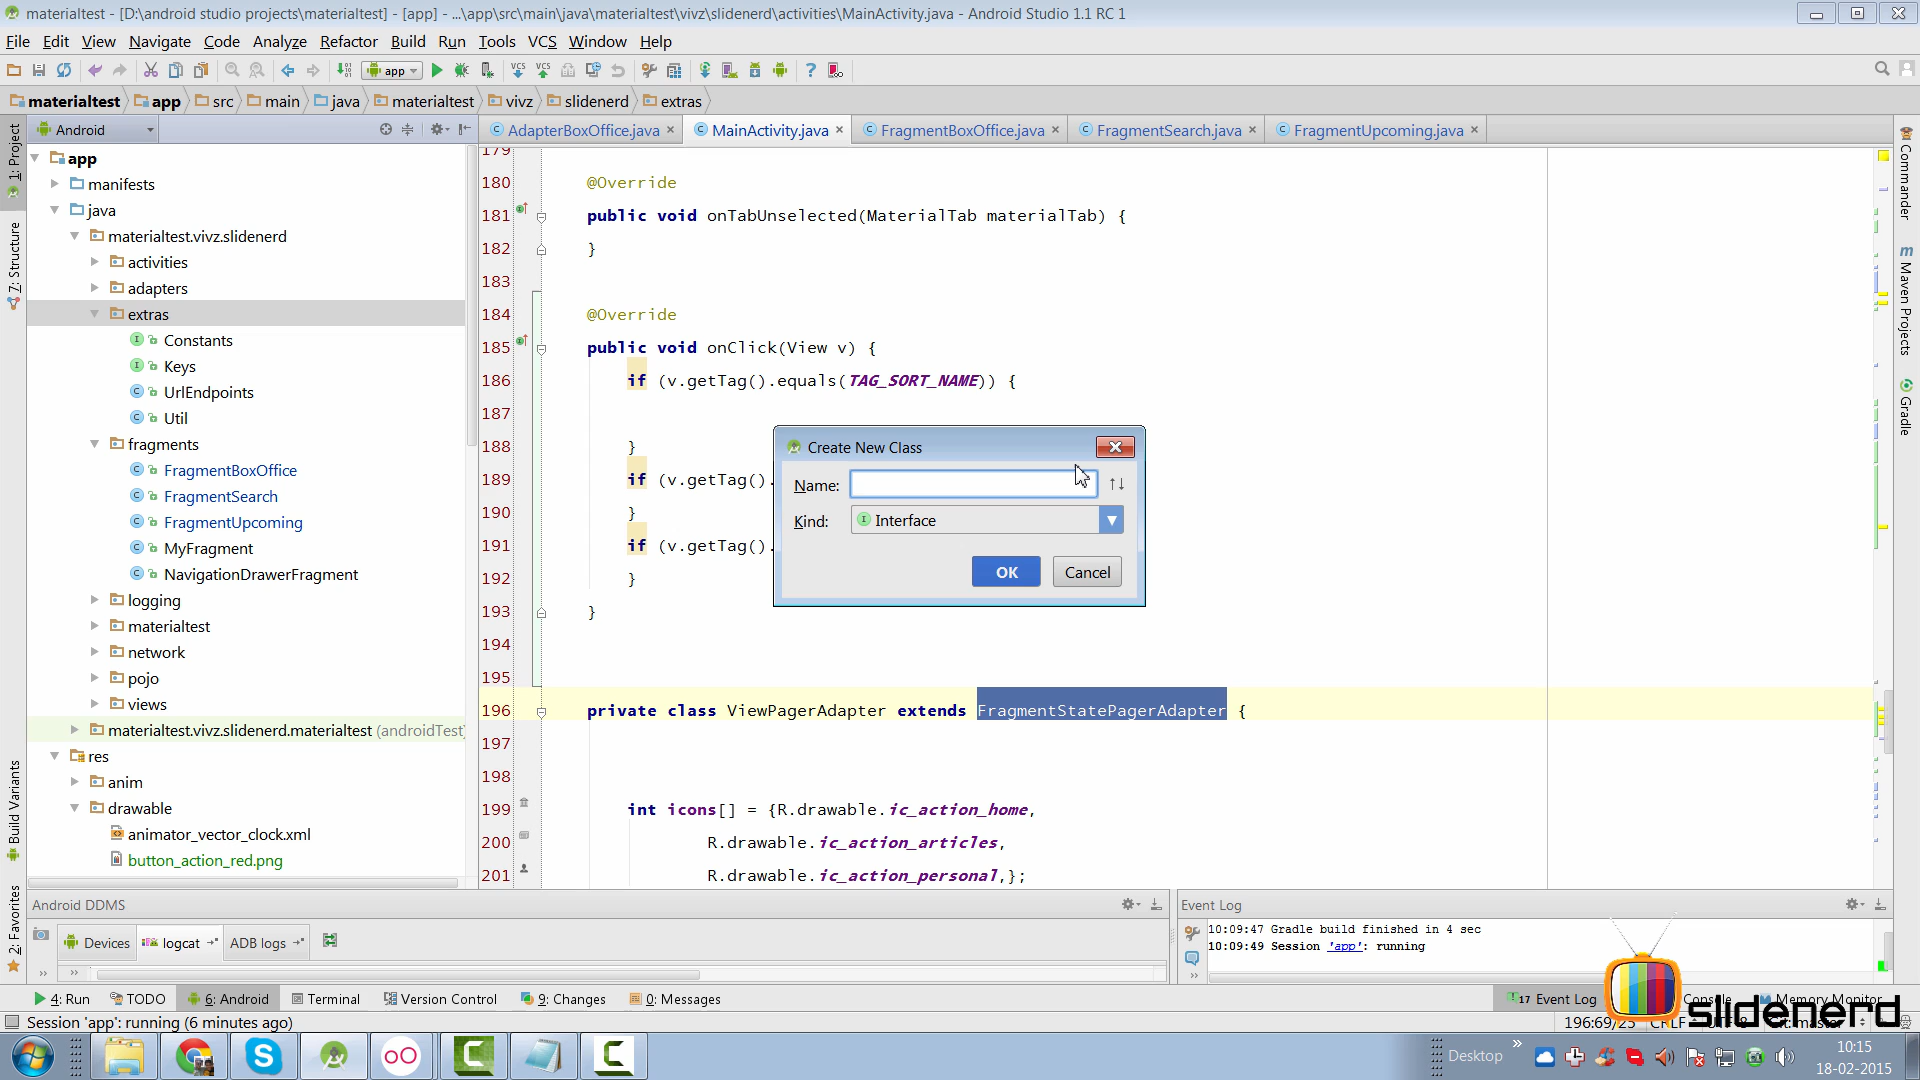 materialtest - [D:\android studio projects\materialtest] - [app] - ...\app\src\main\java\materialtest\vivz\slidenerd\activities\MainActivity.java - Android Studio 1.1 RC 1
File Edit View Navigate Code Analyze Refactor Build Run Tools VCS Window Help
app
materialtest app src main java materialtest vivz slidenerd extras
Android
AdapterBoxOffice.java MainActivity.java FragmentBoxOffice.java FragmentSearch.java FragmentUpcoming.java
1: Project
7: Structure
Build Variants
2: Favorites
app
manifests
java
materialtest.vivz.slidenerd
activities
adapters
extras
Constants
Keys
UrlEndpoints
Util
fragments
FragmentBoxOffice
FragmentSearch
FragmentUpcoming
MyFragment
NavigationDrawerFragment
logging
materialtest
network
pojo
views
materialtest.vivz.slidenerd.materialtest (androidTest)
res
anim
drawable
animator_vector_clock.xml
button_action_red.png
179
180 @Override
181 public void onTabUnselected(MaterialTab materialTab) {
182 }
183
184 @Override
185 public void onClick(View v) {
186 if (v.getTag().equals(TAG_SORT_NAME)) {
187
188 }
189 if (v.getTag().
190 }
191 if (v.getTag().
192 }
193 }
194
195
196 private class ViewPagerAdapter extends FragmentStatePagerAdapter {
197
198
199 int icons[] = {R.drawable.ic_action_home,
200 R.drawable.ic_action_articles,
201 R.drawable.ic_action_personal,};
Create New Class
Name:
Kind: Interface
OK Cancel
Commander
Maven Projects
Gradle
Android DDMS
Devices logcat ADB logs
Event Log
10:09:47 Gradle build finished in 4 sec
10:09:49 Session 'app': running
4: Run TODO 6: Android Terminal Version Control 9: Changes 0: Messages
17 Event Log Console Memory Monitor
Session 'app': running (6 minutes ago)
196:69/25 CRLF UTF-8 Git: master
slidenerd
Desktop
10:15
18-02-2015